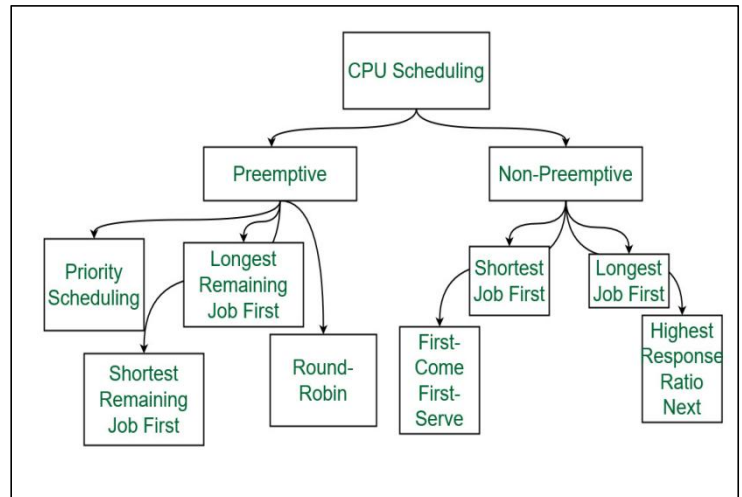 CPU Scheduling
Preemptive
Non-Preemptive
Priority
Scheduling
Longest
Remaining
Job First
Shortest
Job First
Longest
Job First
Shortest
Remaining
Job First
Round-
Robin
First-
Come
First-
Serve
Highest
Response
Ratio
Next